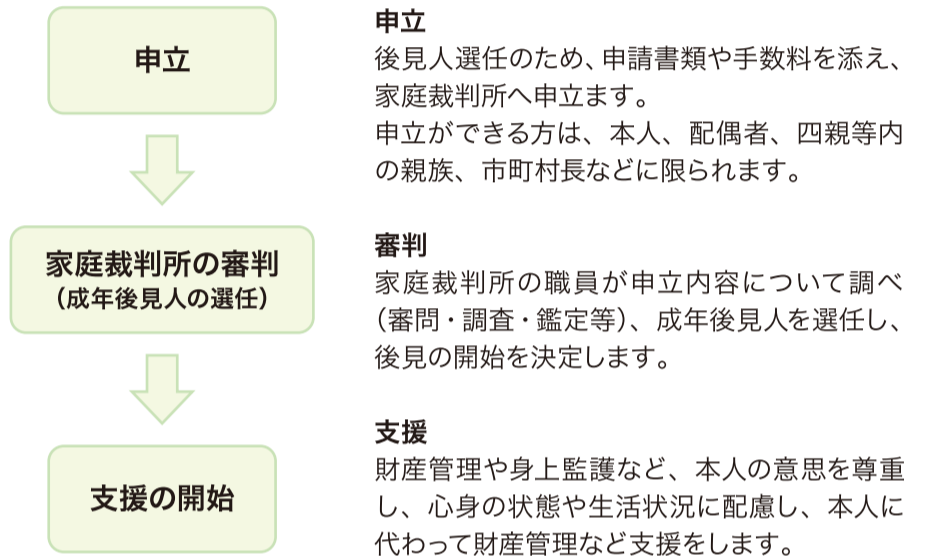 申立
申立
後見人選任のため、申請書類や手数料を添え、
家庭裁判所へ申立ます。
申立ができる方は、本人、配偶者、四親等内
の親族、市町村長などに限られます。
家庭裁判所の審判
（成年後見人の選任）
審判
家庭裁判所の職員が申立内容について調べ
（審問・調査・鑑定等）、成年後見人を選任し、
後見の開始を決定します。
支援の開始
支援
財産管理や身上監護など、本人の意思を尊重
し、心身の状態や生活状況に配慮し、本人に
代わって財産管理など支援をします。